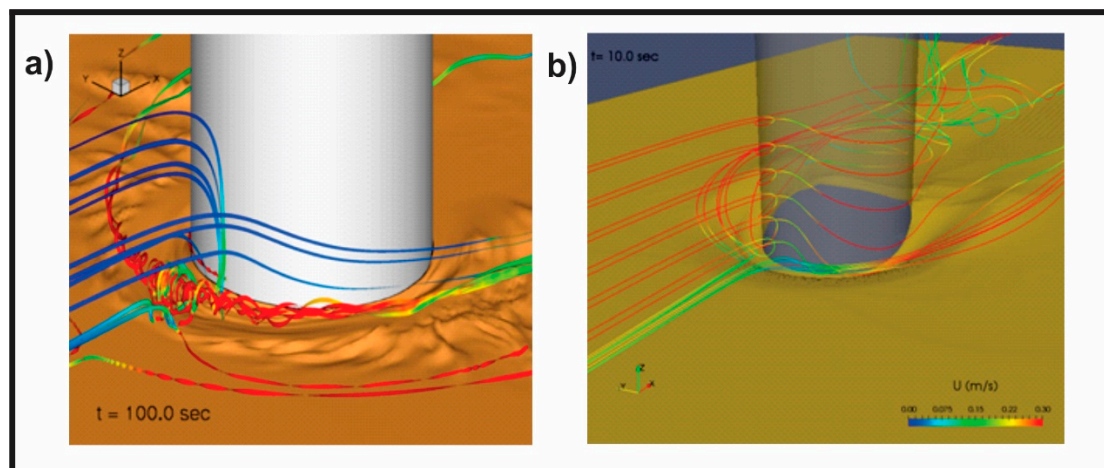 a)
Z
Y
X
t = 100.0 sec
b)
t= 10.0 sec
Z
Y
X
U (m/s)
0.00 0.075 0.15 0.22 0.30